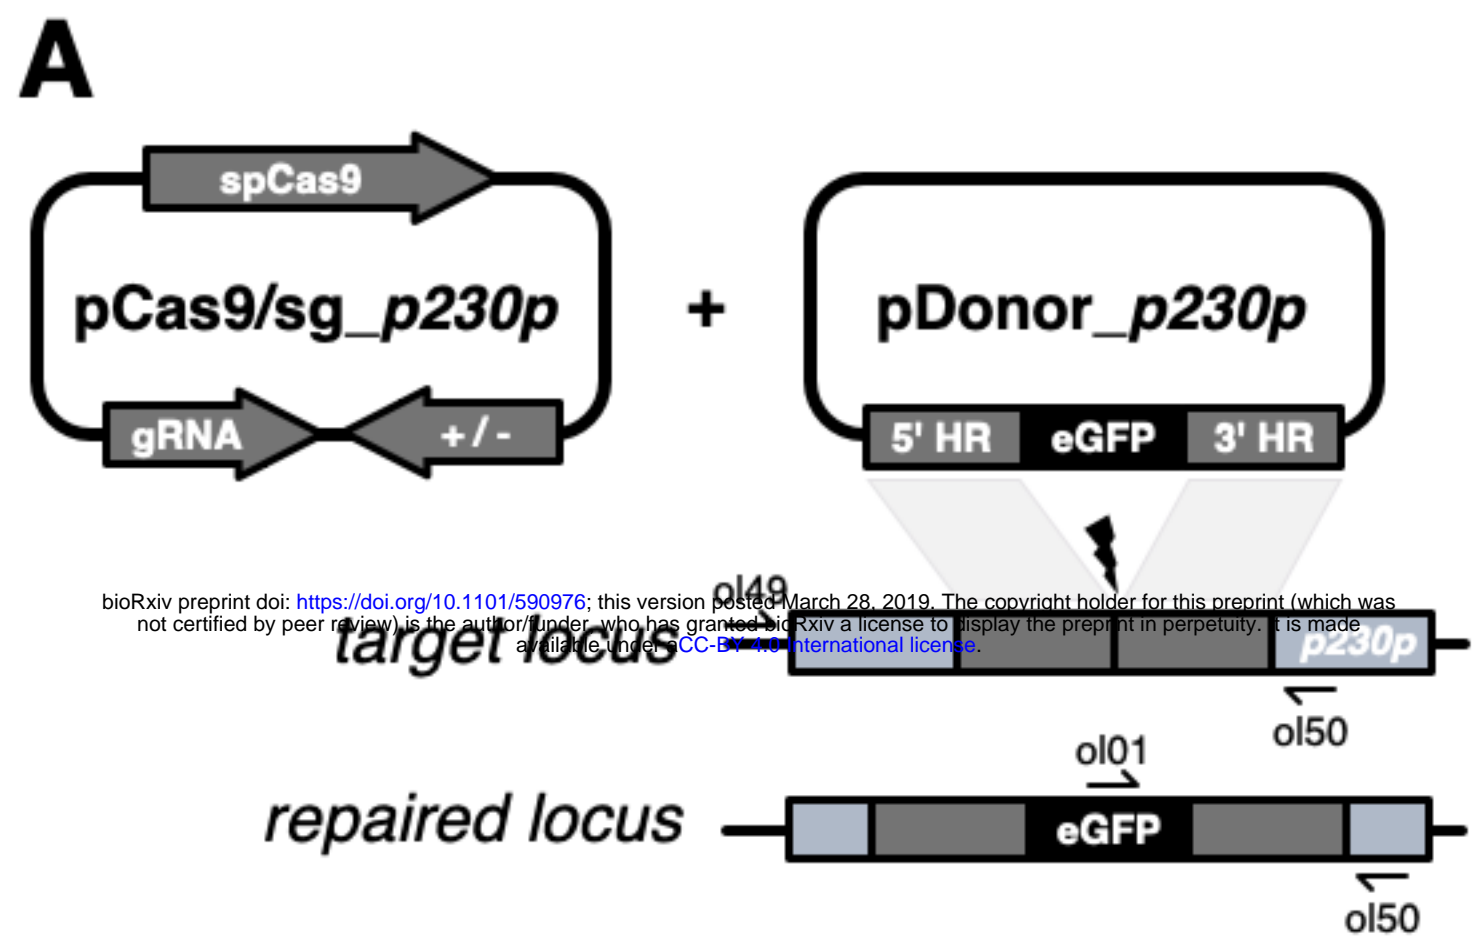 A
spCas9
pCas9/sg_p230p
+
pDonor_p230p
gRNA
+/-
5' HR
eGFP
3' HR
ol49
bioRxiv preprint doi: https://doi.org/10.1101/590976; this version posted March 28, 2019. The copyright holder for this preprint (which was
not certified by peer review) is the author/funder, who has granted bioRxiv a license to display the preprint in perpetuity. It is made
available under aCC-BY 4.0 International license.
target locus
p230p
ol50
ol01
repaired locus
eGFP
ol50